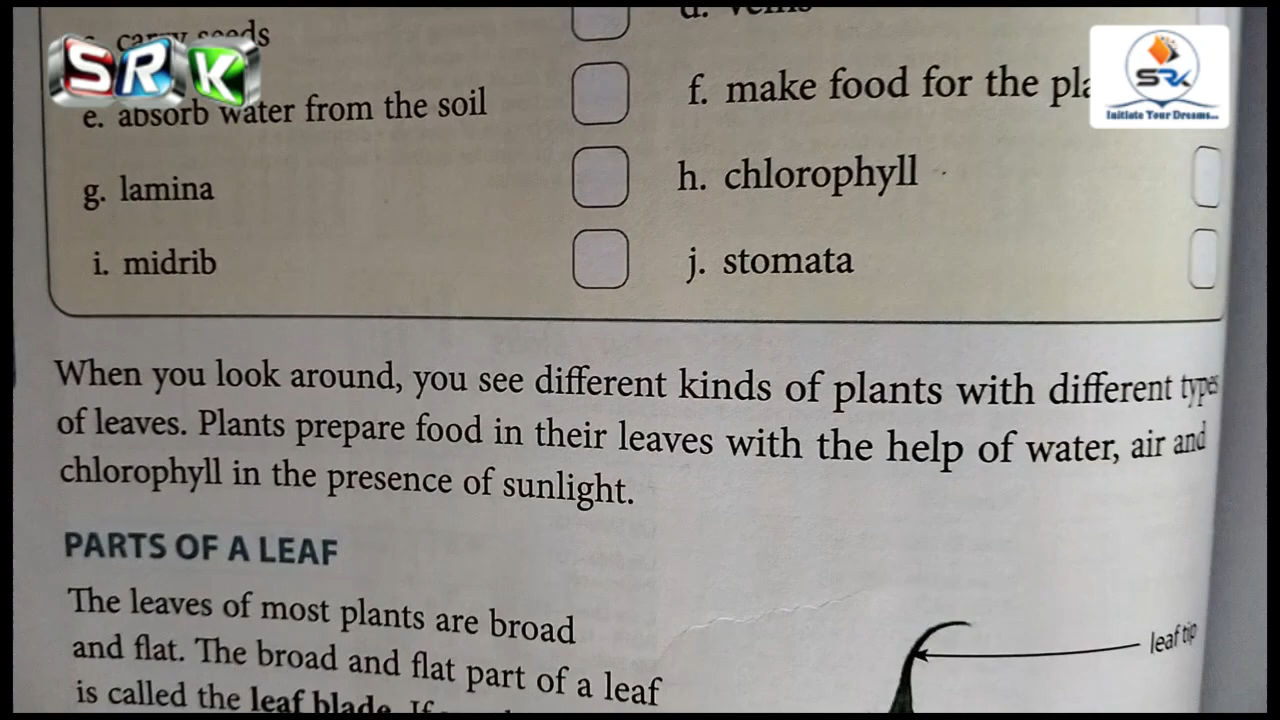 c. carry seeds
d. veins
SRK
SRK
Initiate Your Dreams...
e. absorb water from the soil
f. make food for the
g. lamina
h. chlorophyll
i. midrib
j. stomata
When you look around, you see different kinds of plants with different types
of leaves. Plants prepare food in their leaves with the help of water, air and
chlorophyll in the presence of sunlight.
PARTS OF A LEAF
The leaves of most plants are broad
and flat. The broad and flat part of a leaf
is called the leaf blade. If
leaf tip